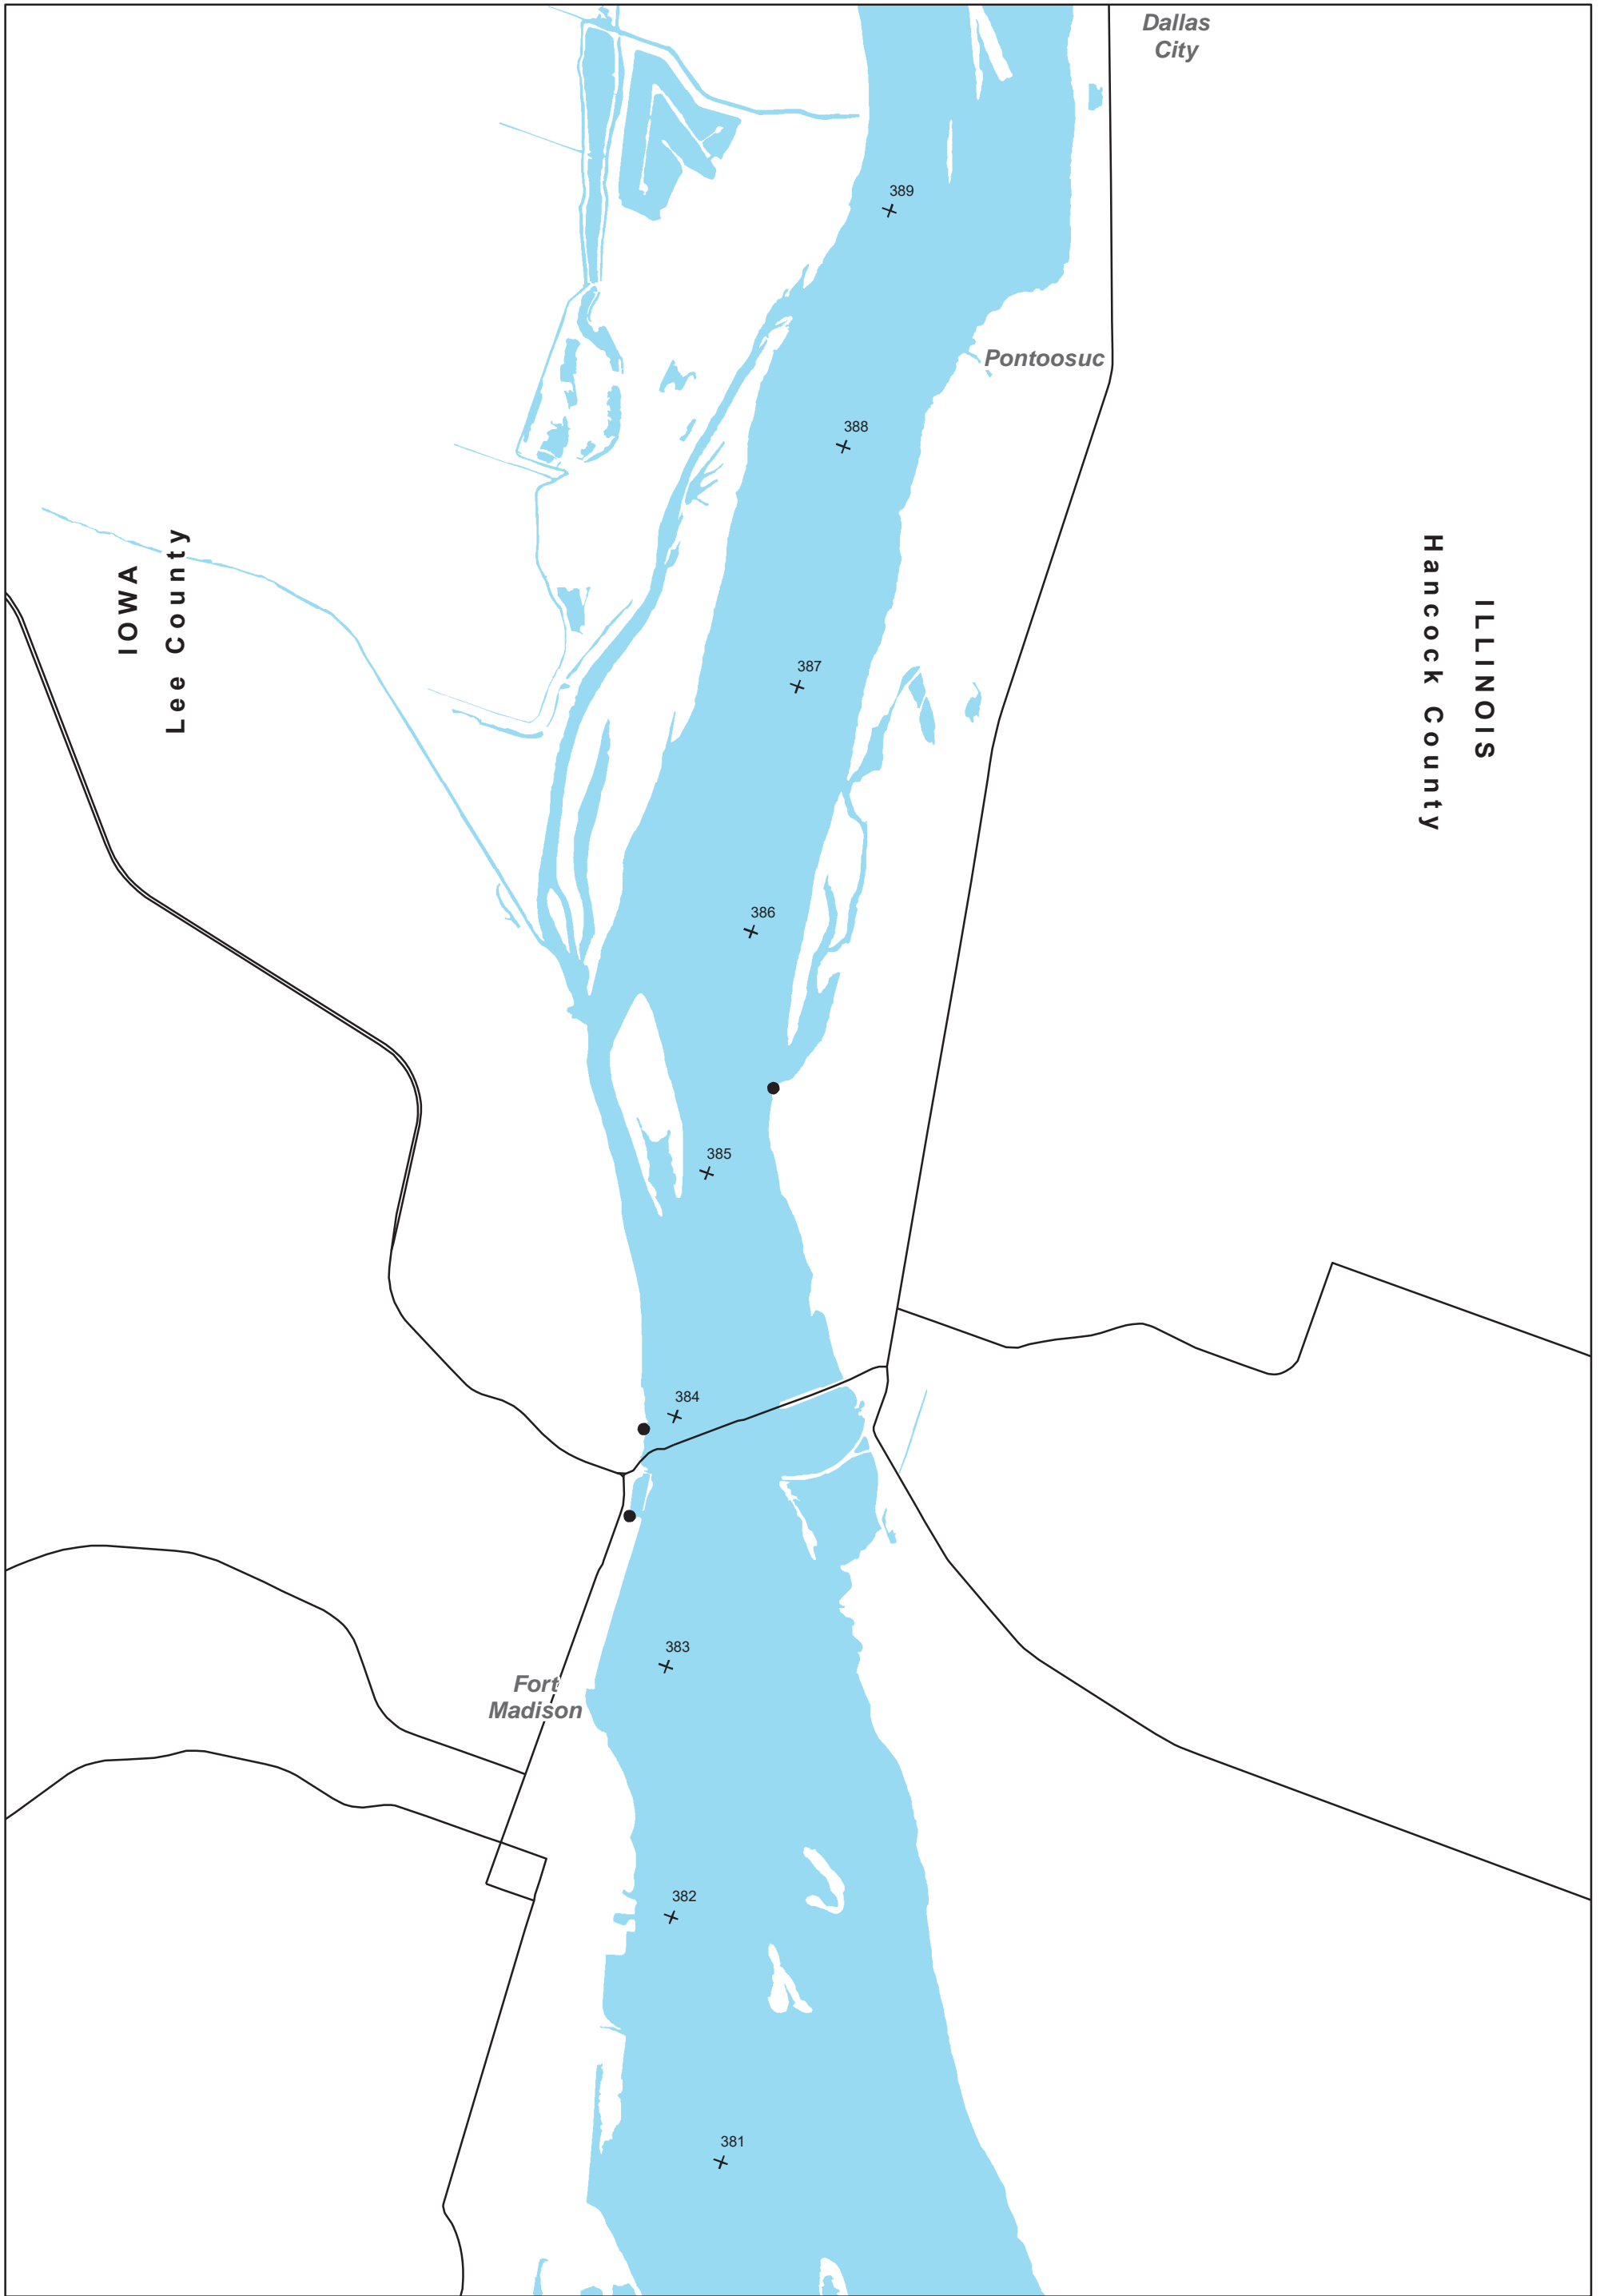 Dallas
City
389
Pontoosuc
388
IOWA
Lee County
ILLINOIS
Hancock County
387
386
385
384
383
Fort
Madison
382
381